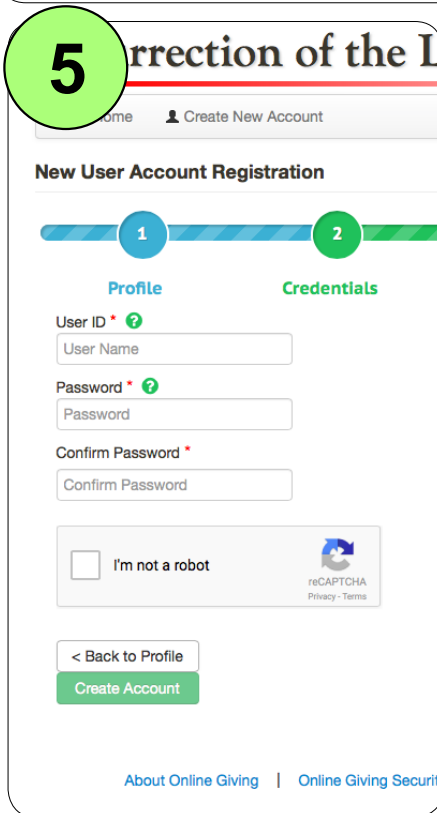 5
rrection of the L
ome Create New Account
New User Account Registration
1 2
Profile Credentials
User ID *
User Name
Password *
Password
Confirm Password *
Confirm Password
I'm not a robot
reCAPTCHA
Privacy - Terms
< Back to Profile
Create Account
About Online Giving | Online Giving Securit